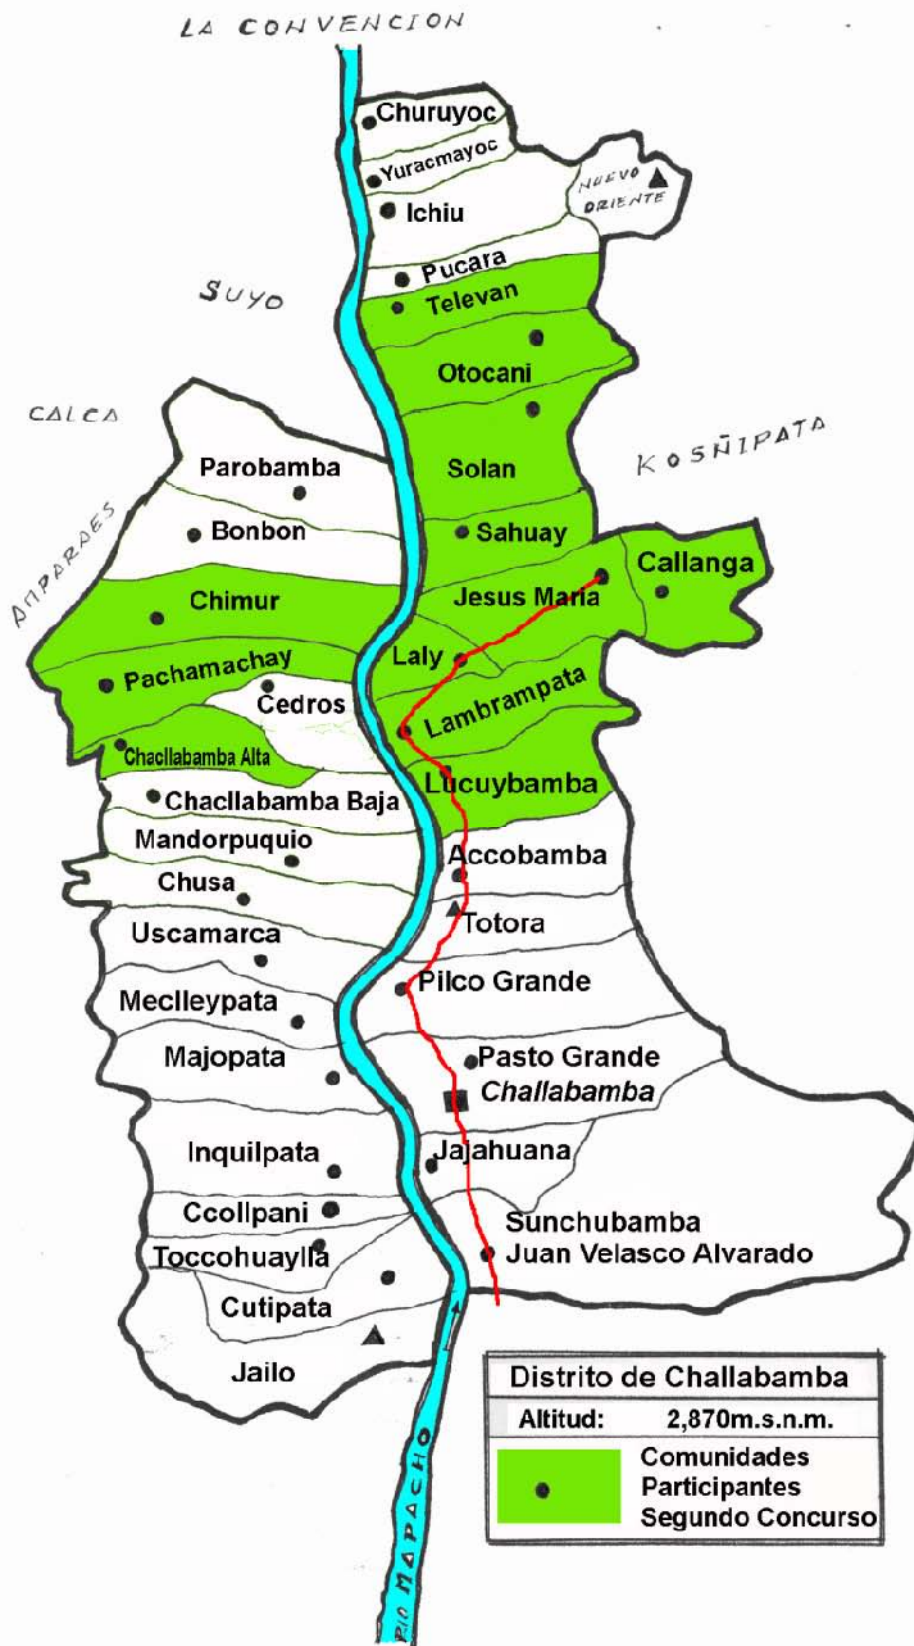 LA CONVENCION
Churuyoc
Yuracmayoc
NUEVO
ORIENTE
Ichiu
Pucara
SUYO
Televan
Otocani
CALCA
KOSÑIPATA
Parobamba
Solan
Bonbon
Sahuay
AMPARAES
Callanga
Chimur
Jesus Maria
Laly
Pachamachay
Cedros
Lambrampata
Chacllabamba Alta
Lucuybamba
Chacllabamba Baja
Mandorpuquio
Accobamba
Chusa
Totora
Uscamarca
Pilco Grande
Meclleypata
Majopata
Pasto Grande
Challabamba
Inquilpata
Jajahuana
Ccollpani
Sunchubamba
Toccohuaylla
Juan Velasco Alvarado
Cutipata
Jailo
Distrito de Challabamba
Altitud: 2,870m.s.n.m.
Comunidades
Participantes
Segundo Concurso
RIO MAPACHO